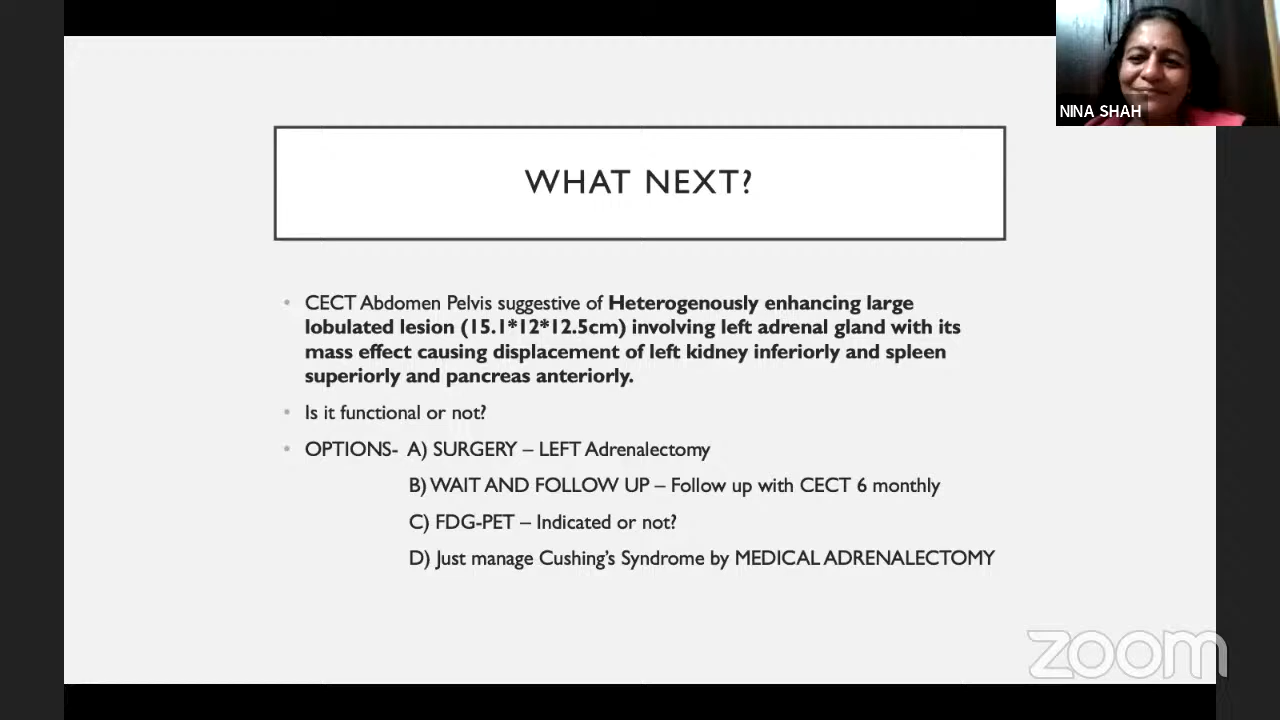 NINA SHAH
WHAT NEXT?
• CECT Abdomen Pelvis suggestive of Heterogenously enhancing large
lobulated lesion (15.1*12*12.5cm) involving left adrenal gland with its
mass effect causing displacement of left kidney inferiorly and spleen
superiorly and pancreas anteriorly.
• Is it functional or not?
• OPTIONS- A) SURGERY – LEFT Adrenalectomy
B) WAIT AND FOLLOW UP – Follow up with CECT 6 monthly
C) FDG-PET – Indicated or not?
D) Just manage Cushing's Syndrome by MEDICAL ADRENALECTOMY
zoom